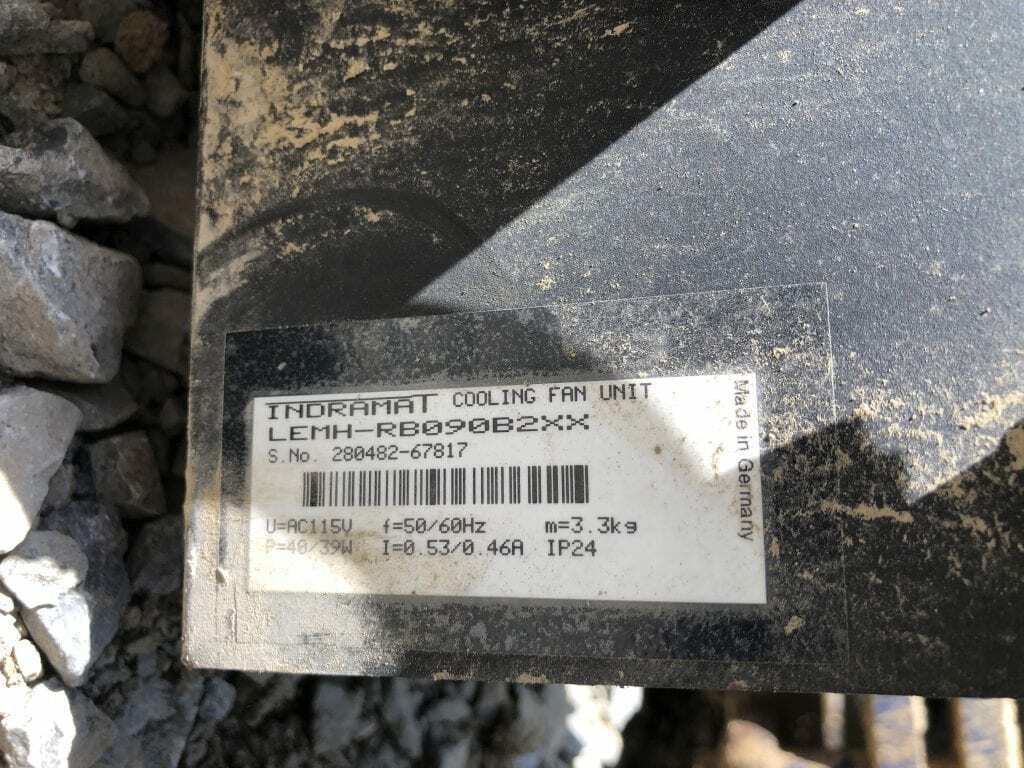 INDRAMAT COOLING FAN UNIT
LEMH-RB090B2XX
S.No. 280482-67817
U=AC115V f=50/60Hz m=3.3kg
P=40/39W I=0.53/0.46A IP24
Made in Germany